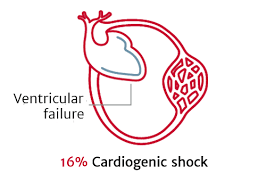 Ventricular
failure
16% Cardiogenic shock